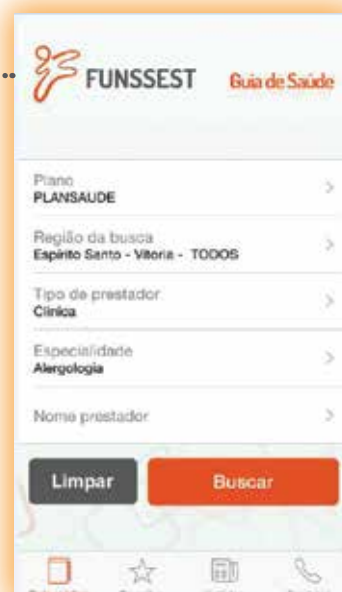 FUNSSEST Guia de Saúde
Plano
PLANSAUDE
Região da busca
Espírito Santo - Vitoria - TODOS
Tipo de prestador
Clínica
Especialidade
Alergologia
Nome prestador
Limpar Buscar